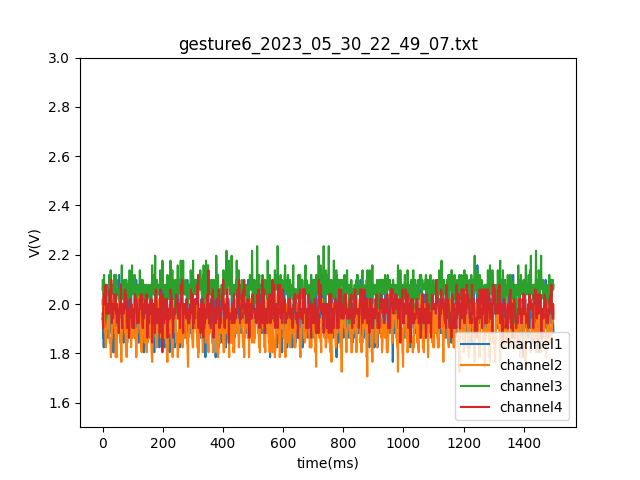 gesture6_2023_05_30_22_49_07.txt
3.0
2.8
2.6
2.4
2.2
2.0
1.8
1.6
V(V)
channel1
channel2
channel3
channel4
0 200 400 600 800 1000 1200 1400
time(ms)